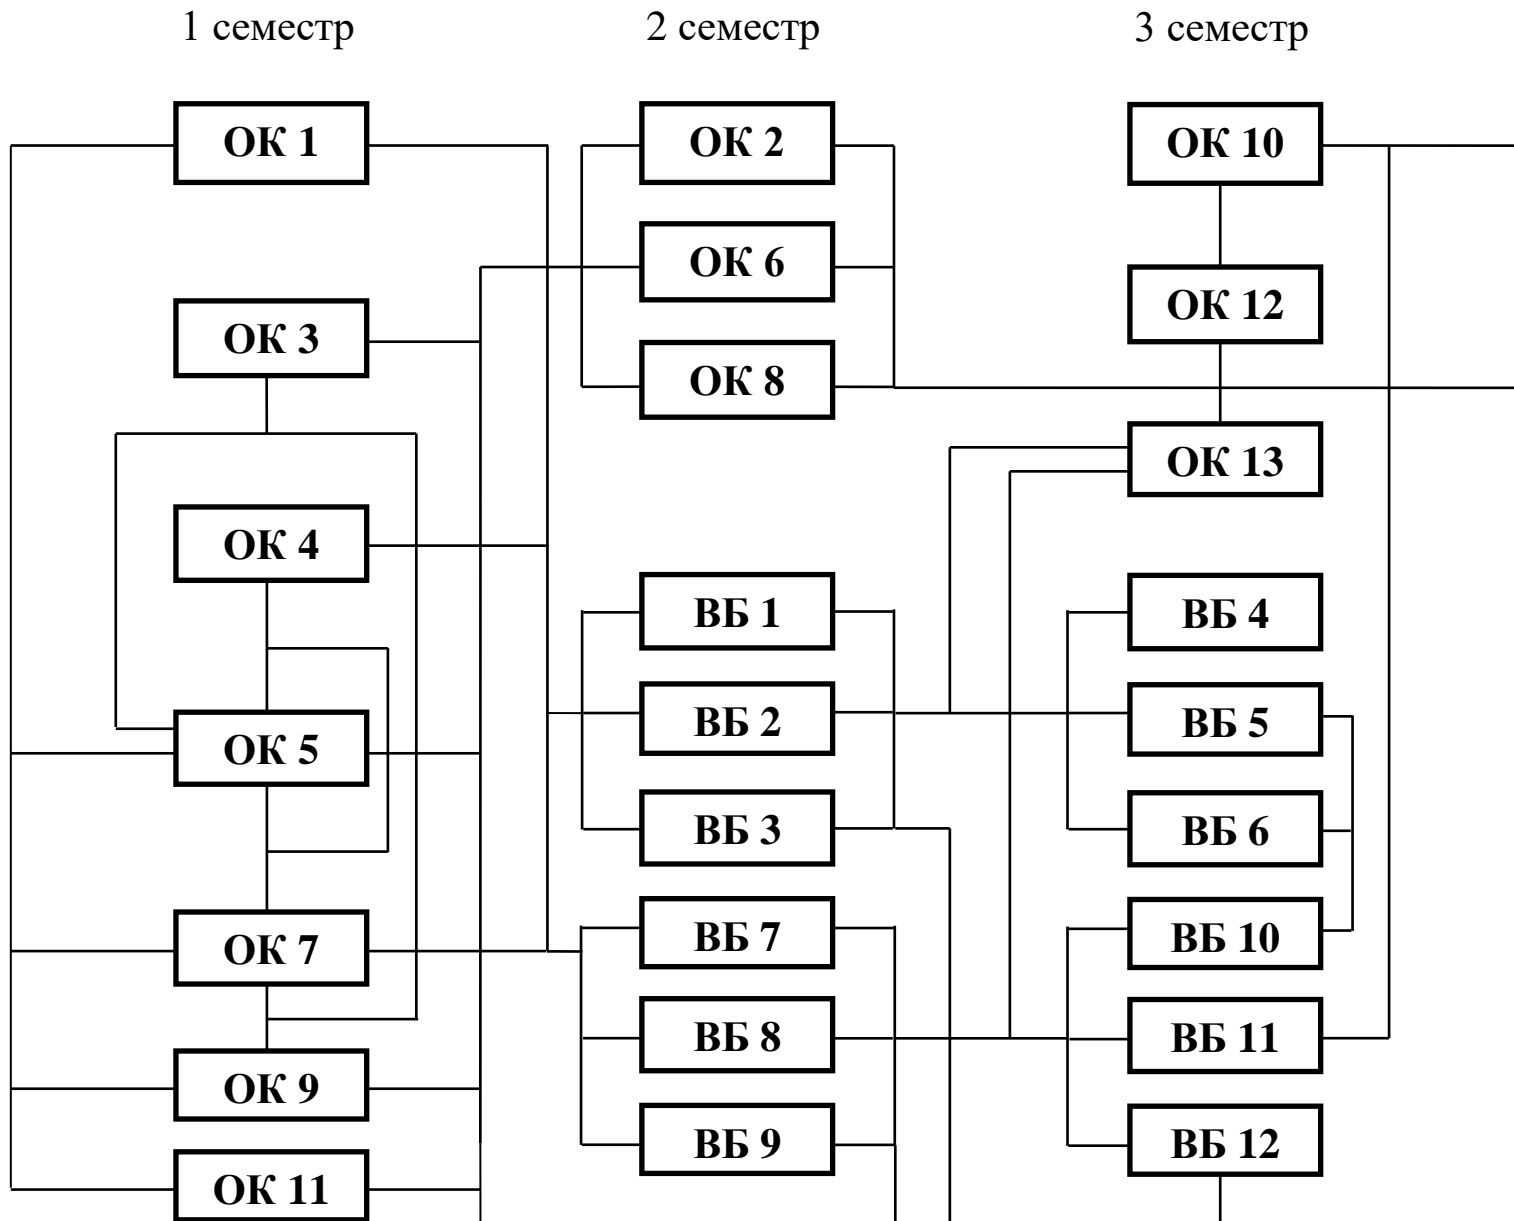 1 семестр
2 семестр
3 семестр
ОК 1
ОК 2
ОК 10
ОК 6
ОК 12
ОК 3
ОК 8
ОК 13
ОК 4
ВБ 1
ВБ 4
ВБ 2
ВБ 5
ОК 5
ВБ 3
ВБ 6
ОК 7
ВБ 7
ВБ 10
ВБ 8
ВБ 11
ОК 9
ВБ 9
ВБ 12
ОК 11